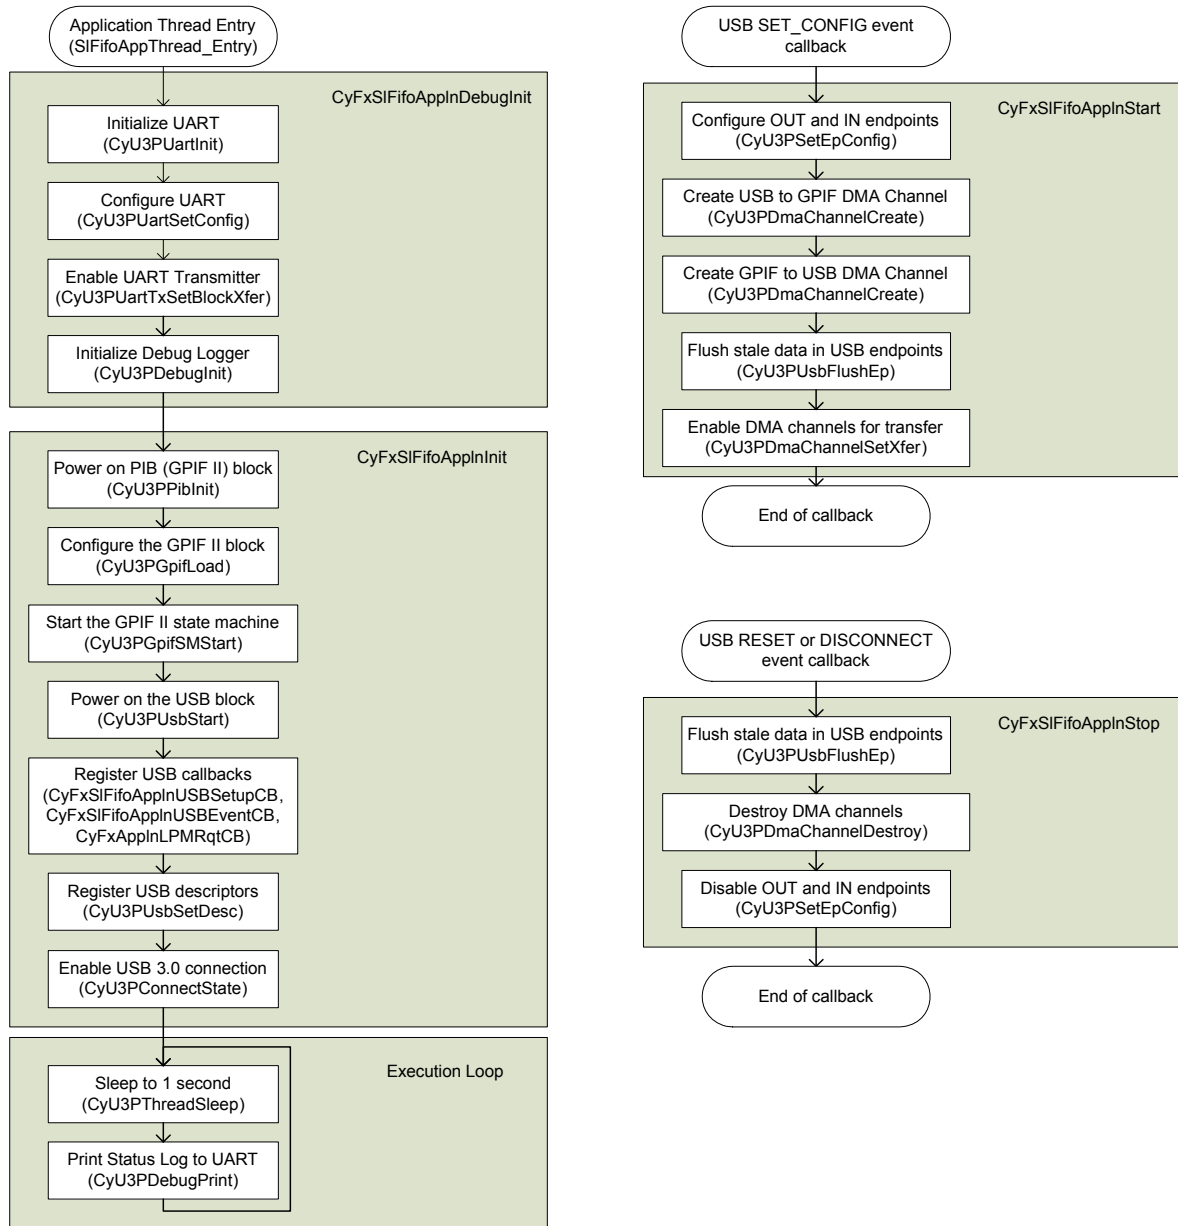 Application Thread Entry
(SlFifoAppThread_Entry)
CyFxSlFifoApplnDebugInit
Initialize UART
(CyU3PUartInit)
Configure UART
(CyU3PUartSetConfig)
Enable UART Transmitter
(CyU3PUartTxSetBlockXfer)
Initialize Debug Logger
(CyU3PDebugInit)
CyFxSlFifoApplnInit
Power on PIB (GPIF II) block
(CyU3PPibInit)
Configure the GPIF II block
(CyU3PGpifLoad)
Start the GPIF II state machine
(CyU3PGpifSMStart)
Power on the USB block
(CyU3PUsbStart)
Register USB callbacks
(CyFxSlFifoApplnUSBSetupCB,
CyFxSlFifoApplnUSBEventCB,
CyFxApplnLPMRqtCB)
Register USB descriptors
(CyU3PUsbSetDesc)
Enable USB 3.0 connection
(CyU3PConnectState)
Execution Loop
Sleep to 1 second
(CyU3PThreadSleep)
Print Status Log to UART
(CyU3PDebugPrint)
USB SET_CONFIG event
callback
CyFxSlFifoApplnStart
Configure OUT and IN endpoints
(CyU3PSetEpConfig)
Create USB to GPIF DMA Channel
(CyU3PDmaChannelCreate)
Create GPIF to USB DMA Channel
(CyU3PDmaChannelCreate)
Flush stale data in USB endpoints
(CyU3PUsbFlushEp)
Enable DMA channels for transfer
(CyU3PDmaChannelSetXfer)
End of callback
USB RESET or DISCONNECT
event callback
CyFxSlFifoApplnStop
Flush stale data in USB endpoints
(CyU3PUsbFlushEp)
Destroy DMA channels
(CyU3PDmaChannelDestroy)
Disable OUT and IN endpoints
(CyU3PSetEpConfig)
End of callback